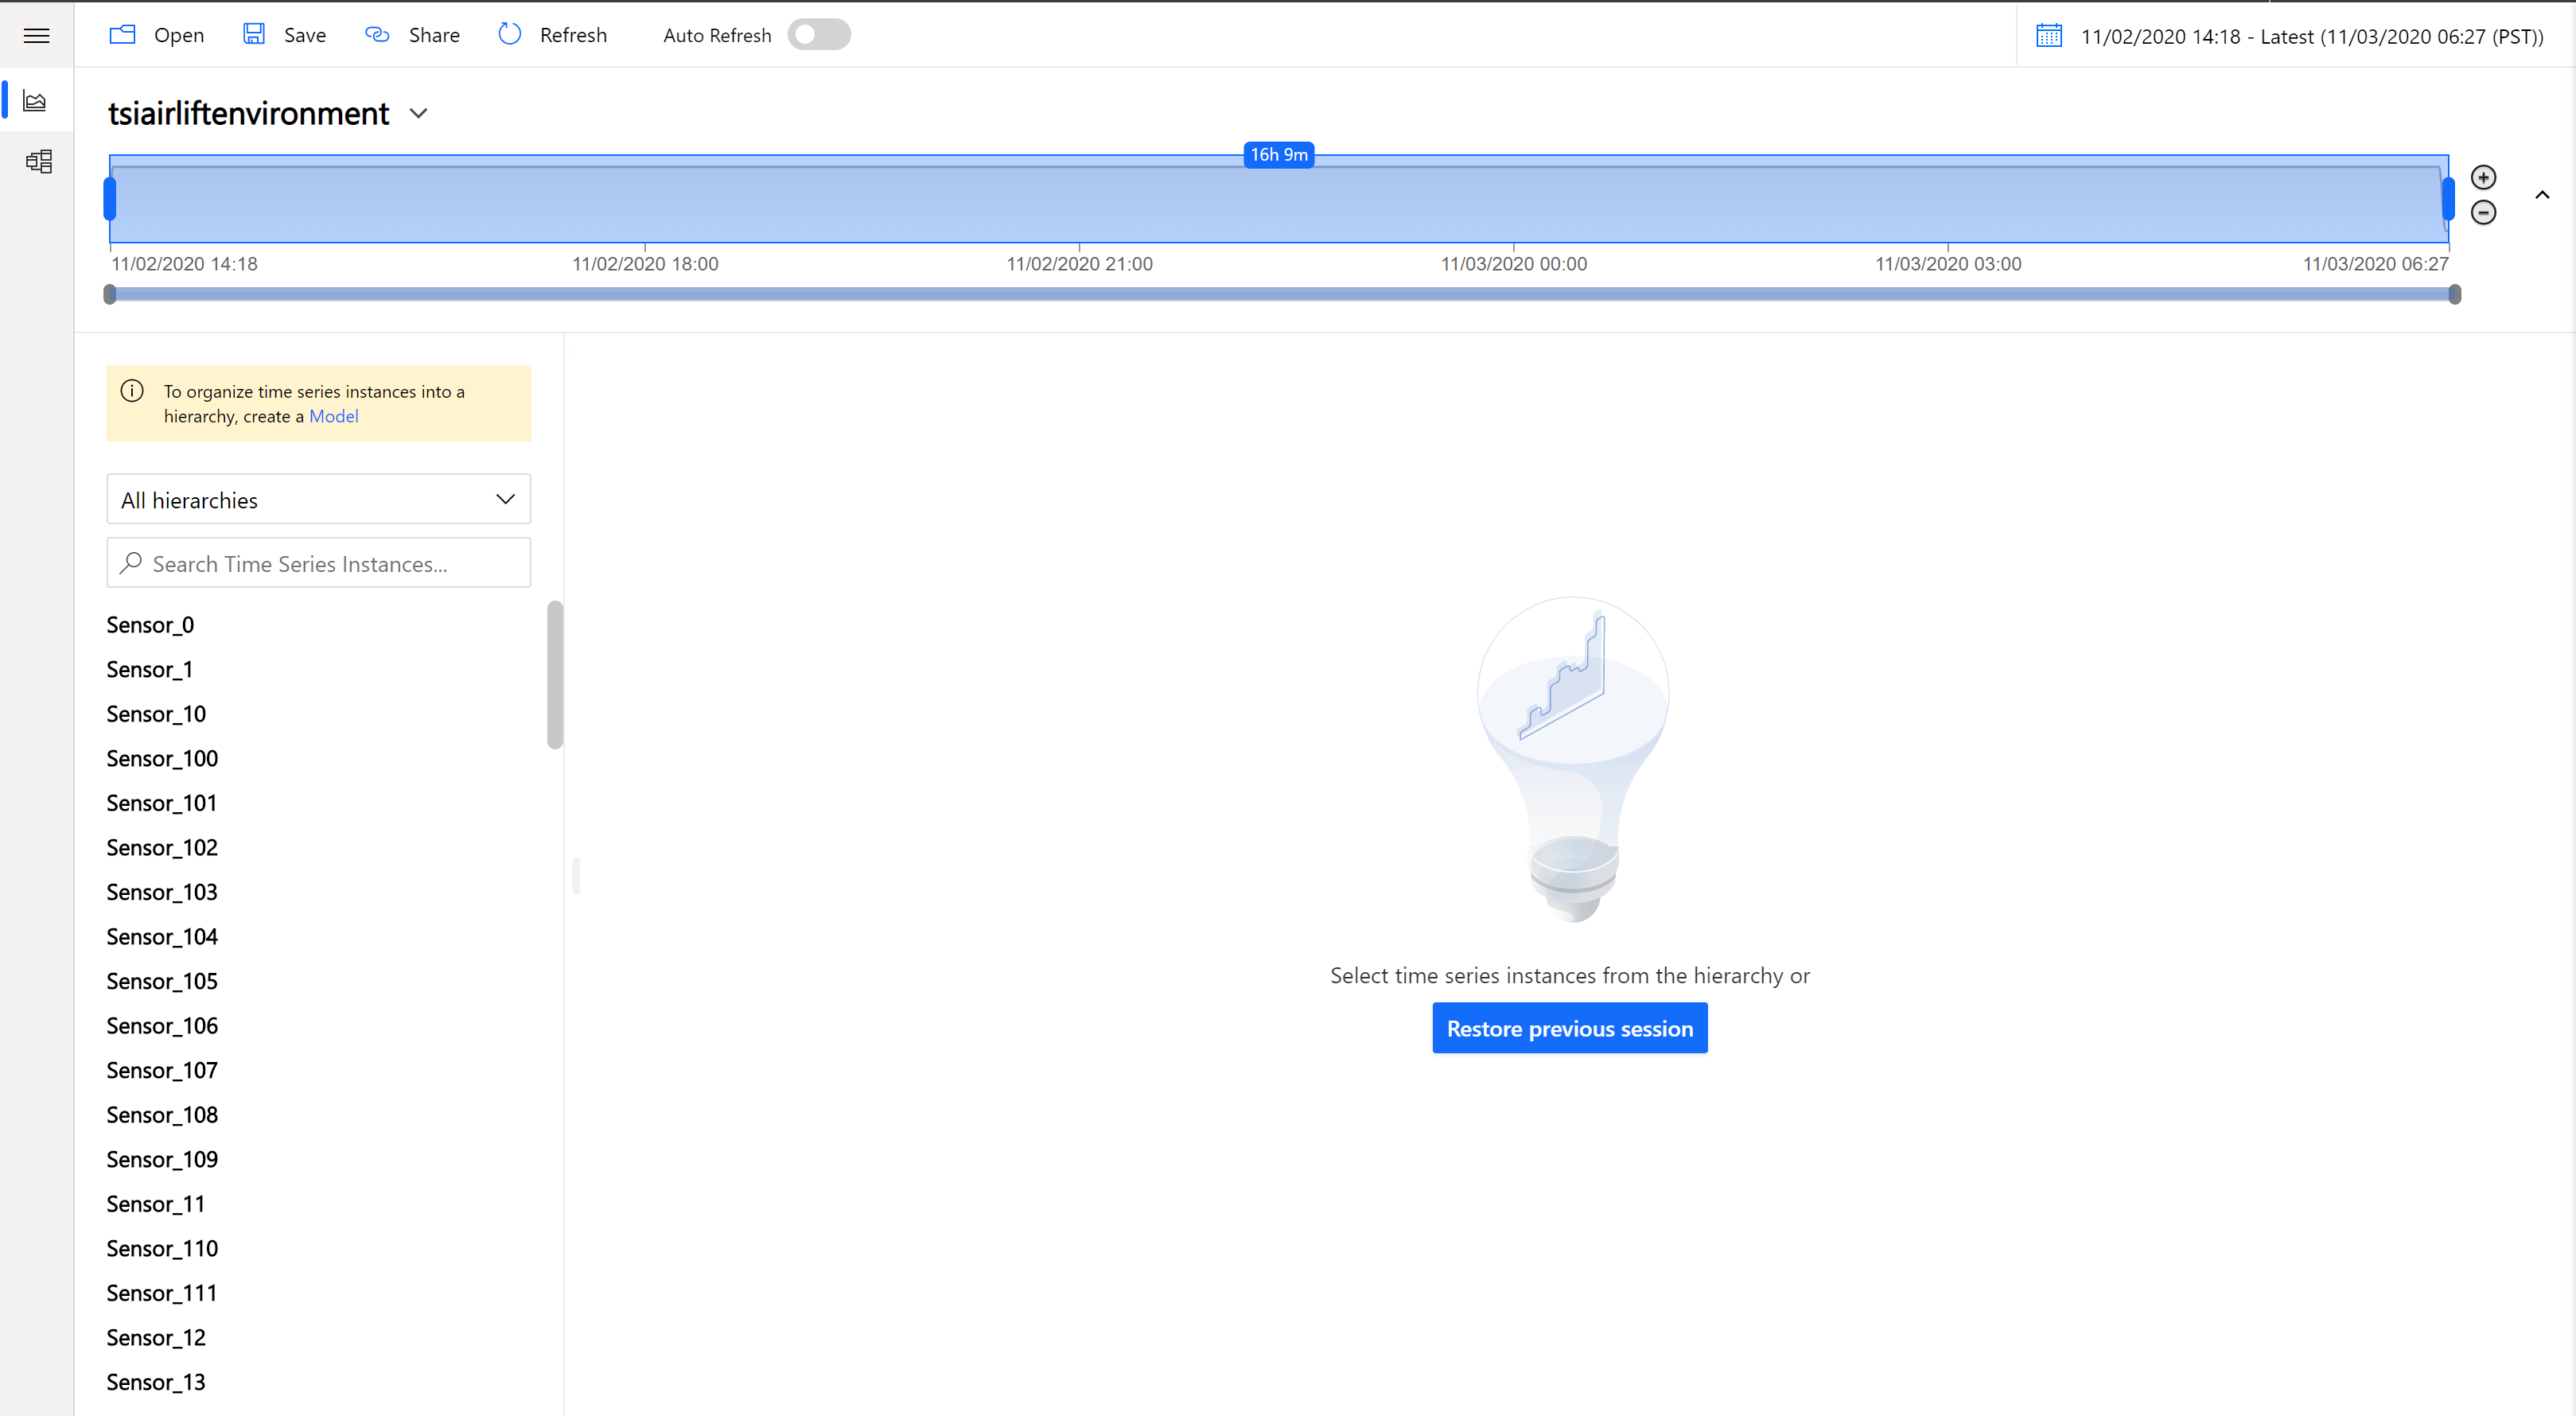 Open Save Share Refresh Auto Refresh 11/02/2020 14:18 - Latest (11/03/2020 06:27 (PST))
tsiairliftenvironment
16h 9m
11/02/2020 14:18 11/02/2020 18:00 11/02/2020 21:00 11/03/2020 00:00 11/03/2020 03:00 11/03/2020 06:27
To organize time series instances into a
hierarchy, create a Model
All hierarchies
Search Time Series Instances...
Sensor_0
Sensor_1
Sensor_10
Sensor_100
Sensor_101
Sensor_102
Sensor_103
Sensor_104
Sensor_105
Sensor_106
Sensor_107
Sensor_108
Sensor_109
Sensor_11
Sensor_110
Sensor_111
Sensor_12
Sensor_13
Select time series instances from the hierarchy or
Restore previous session